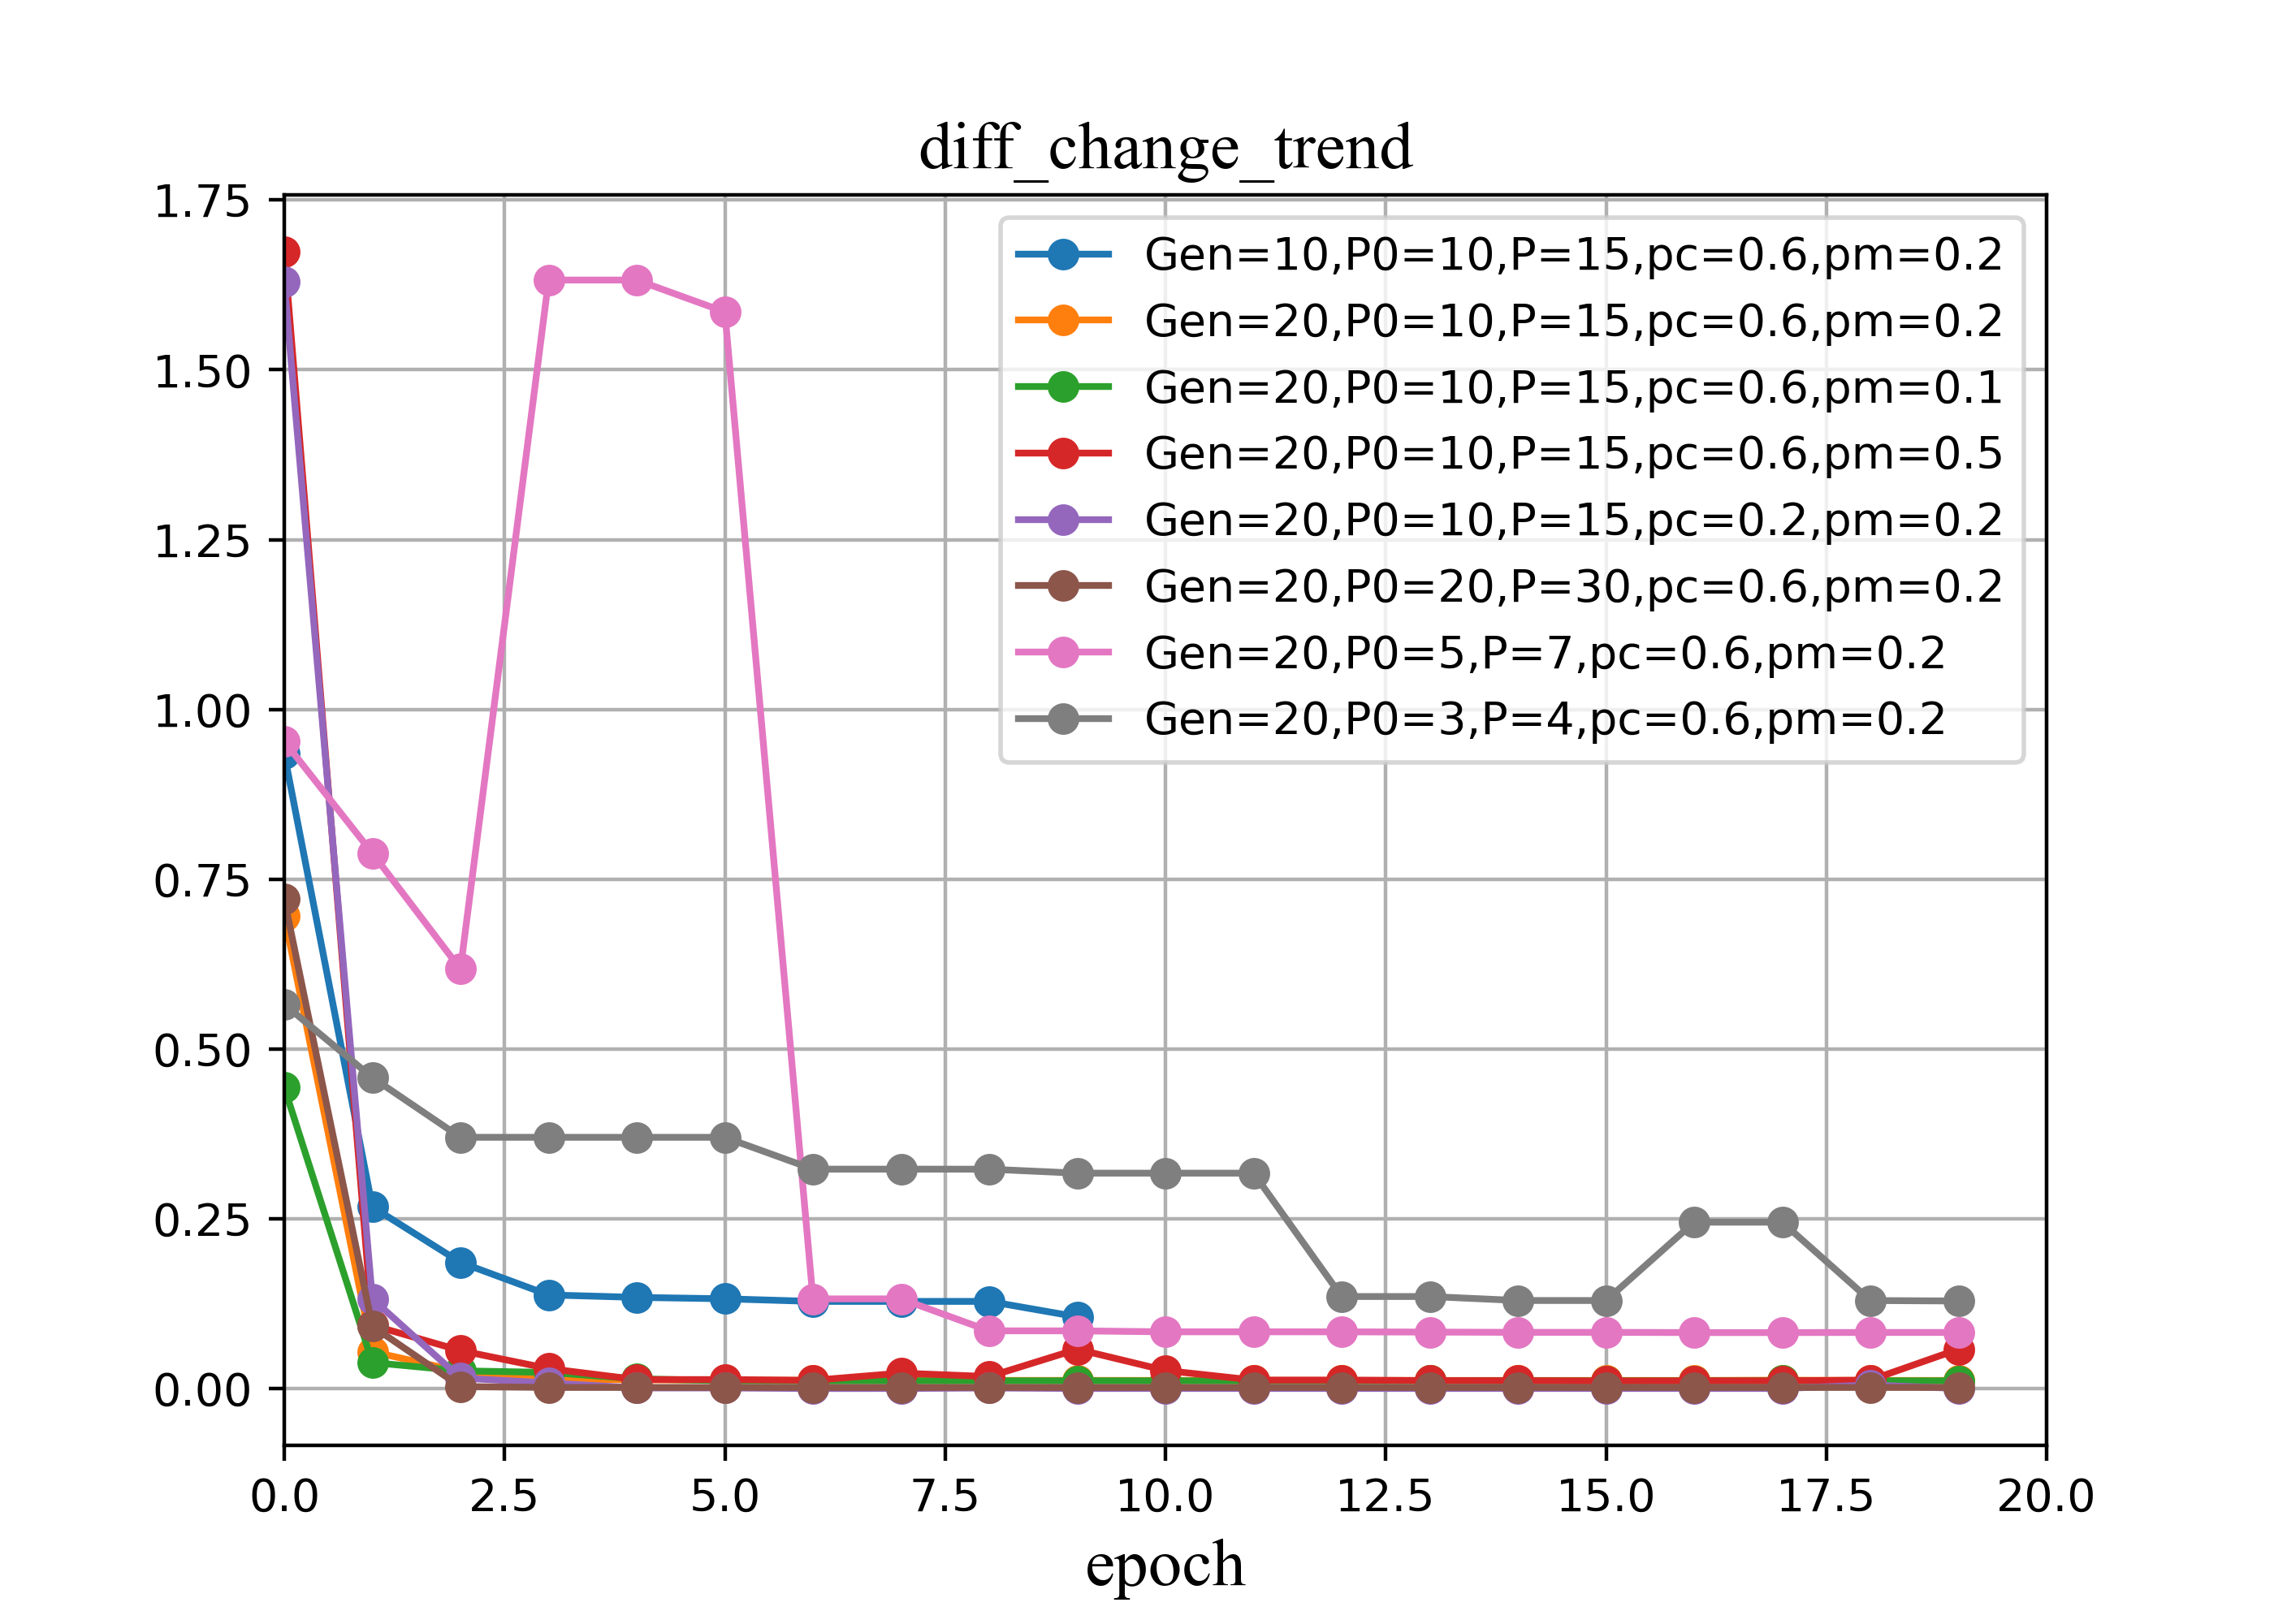 diff_change_trend
1.75
1.50
1.25
1.00
0.75
0.50
0.25
0.00
Gen=10,P0=10,P=15,pc=0.6,pm=0.2
Gen=20,P0=10,P=15,pc=0.6,pm=0.2
Gen=20,P0=10,P=15,pc=0.6,pm=0.1
Gen=20,P0=10,P=15,pc=0.6,pm=0.5
Gen=20,P0=10,P=15,pc=0.2,pm=0.2
Gen=20,P0=20,P=30,pc=0.6,pm=0.2
Gen=20,P0=5,P=7,pc=0.6,pm=0.2
Gen=20,P0=3,P=4,pc=0.6,pm=0.2
0.0 2.5 5.0 7.5 10.0 12.5 15.0 17.5 20.0
epoch